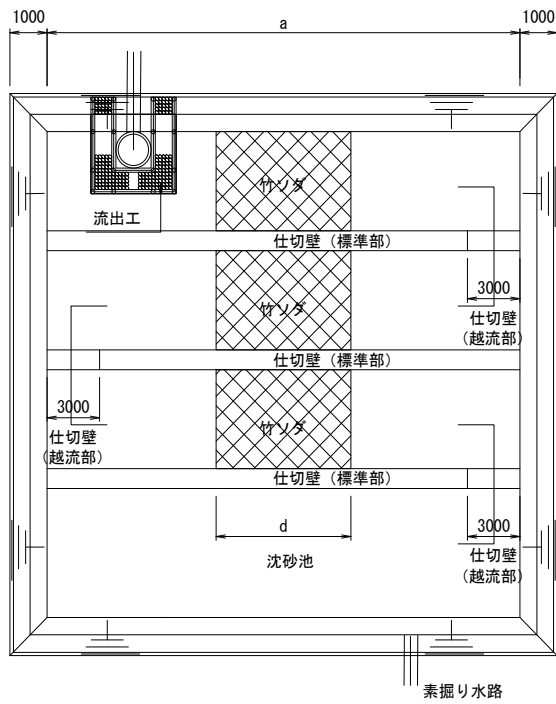 1000
a
1000
竹ソダ
流出工
仕切壁（標準部）
3000
竹ソダ
仕切壁
（越流部）
仕切壁（標準部）
3000
竹ソダ
仕切壁
（越流部）
仕切壁（標準部）
d
3000
沈砂池
仕切壁
（越流部）
素掘り水路